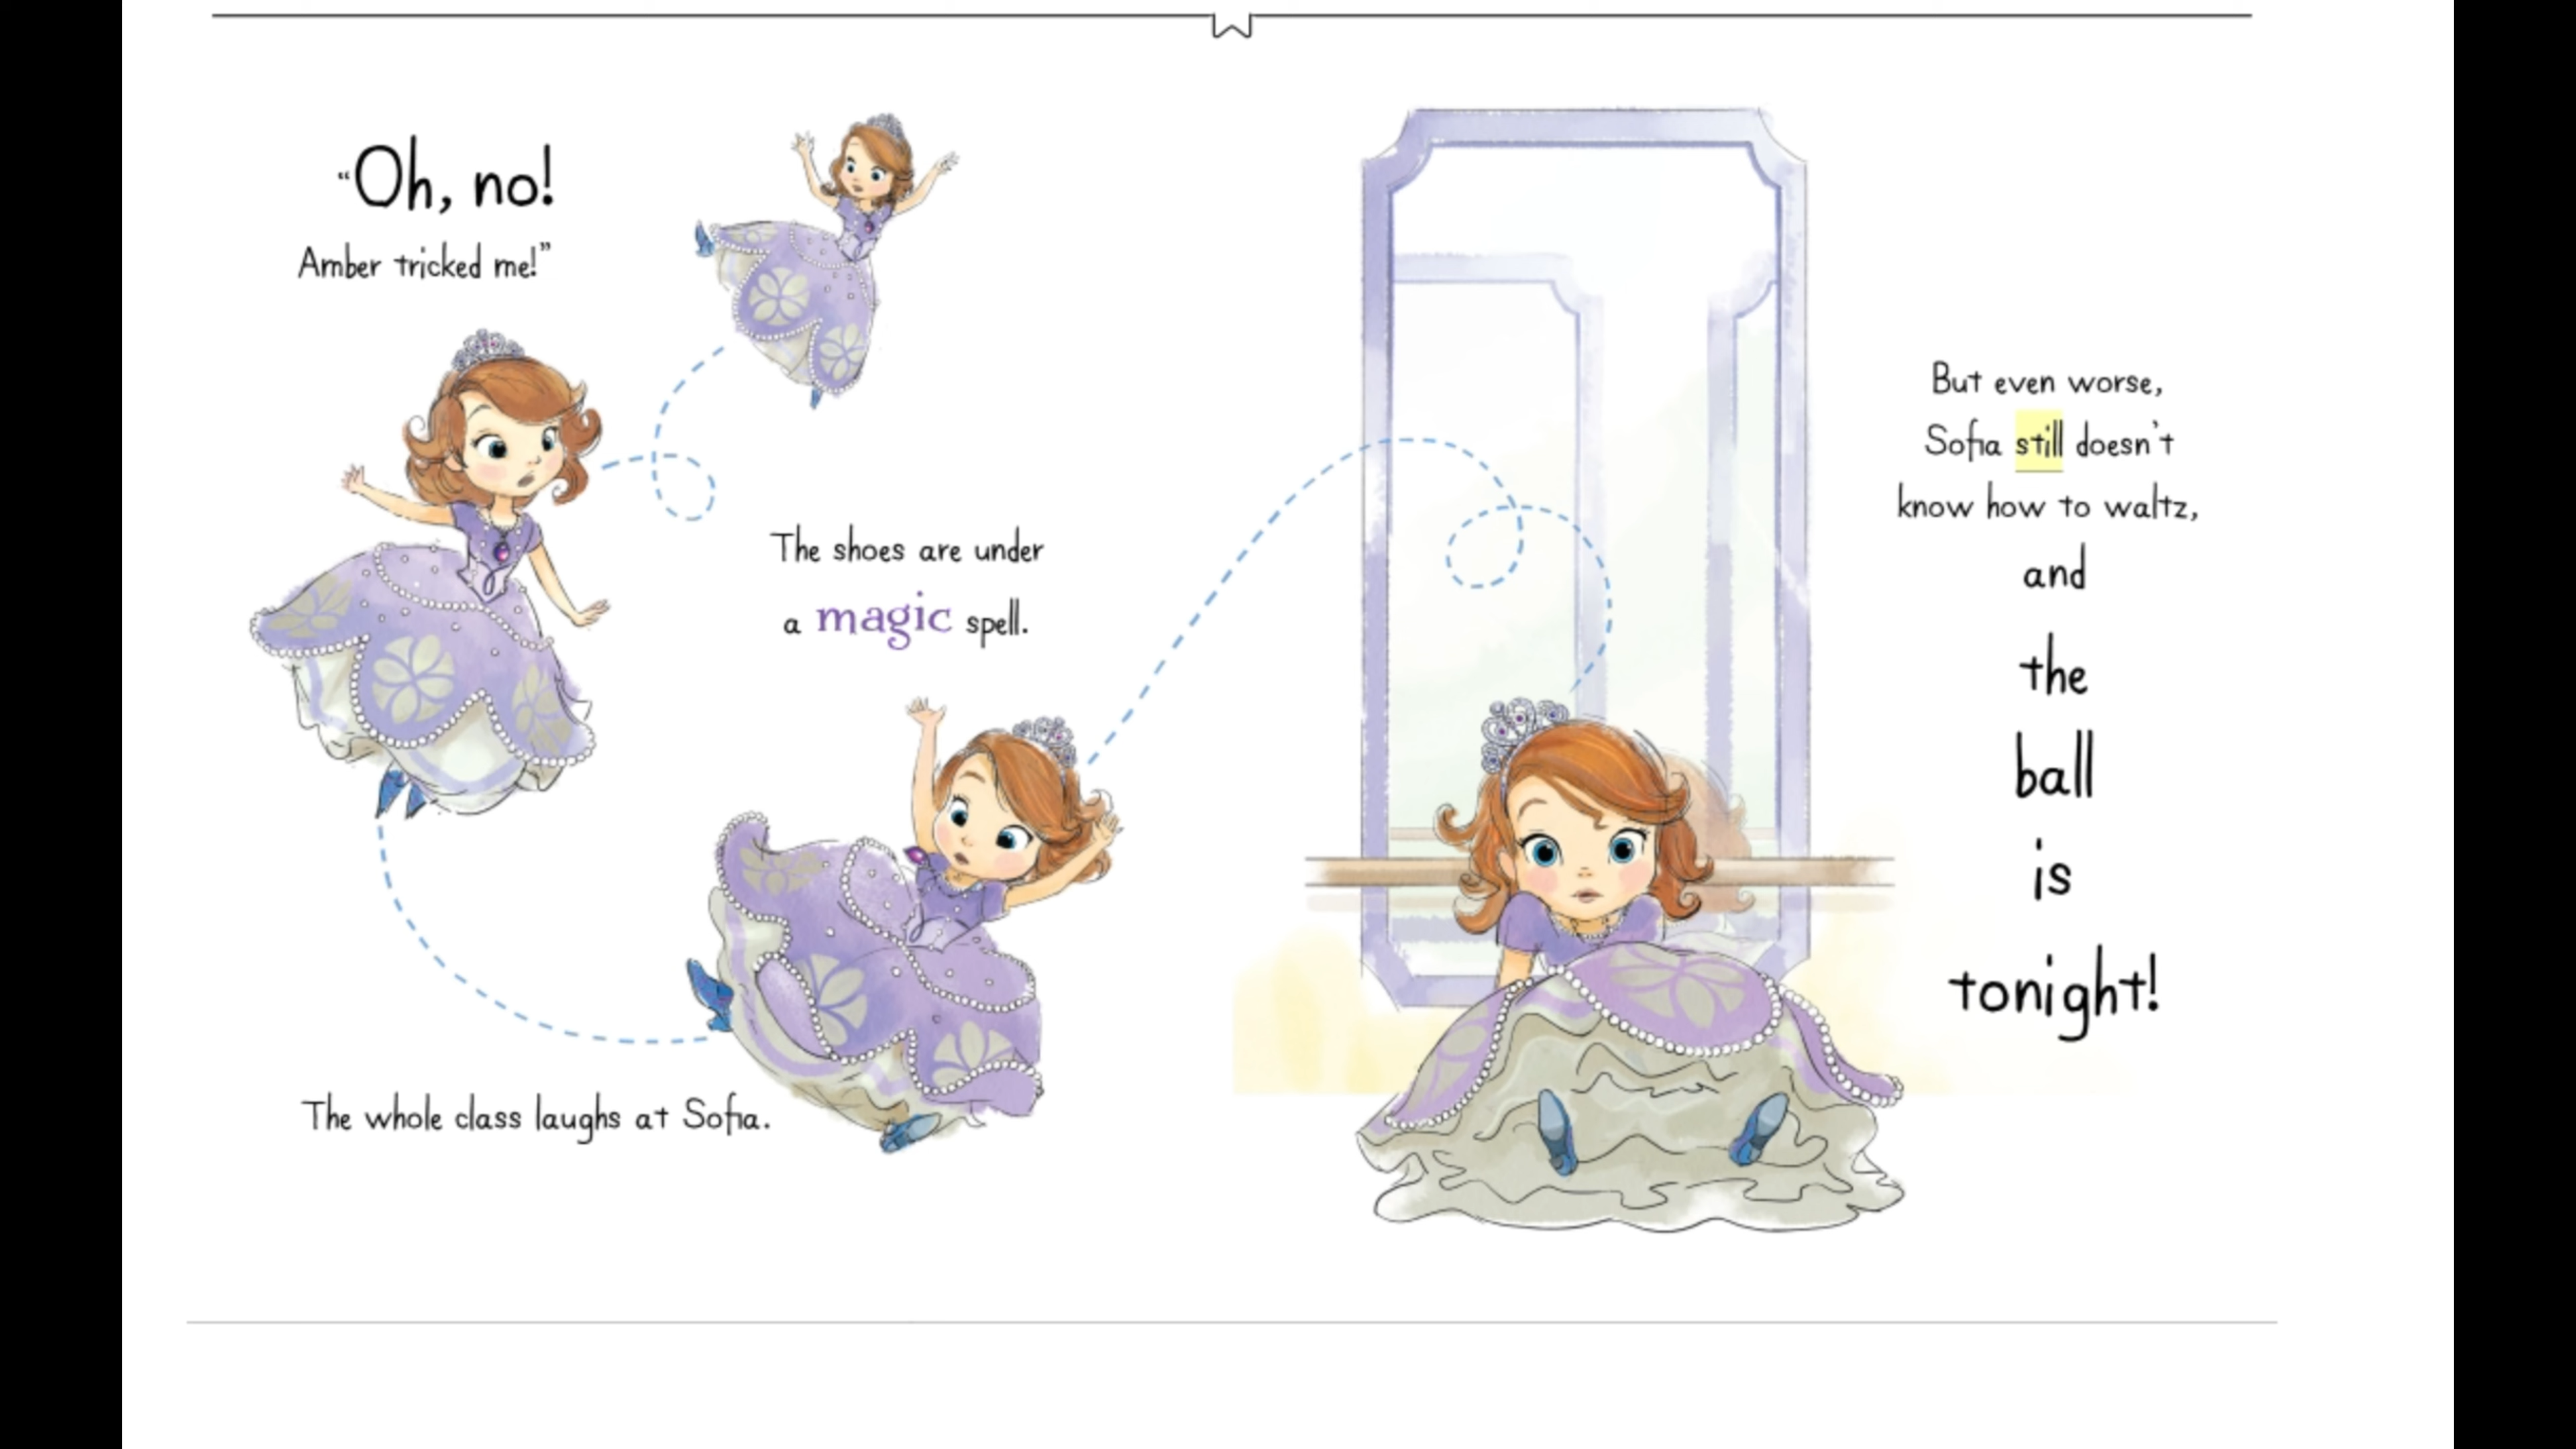 "Oh, no!
Amber tricked me!"
The shoes are under
a magic spell.
The whole class laughs at Sofia.
But even worse,
Sofia still doesn't
know how to waltz,
and
the
ball
is
tonight!